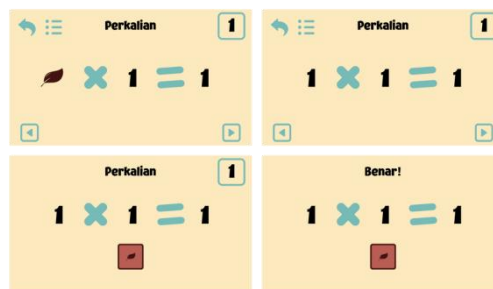 Perkalian 1
× 1 = 1
Perkalian 1
1 × 1 = 1
Perkalian 1
1 × 1 = 1
Benar!
1 × 1 = 1